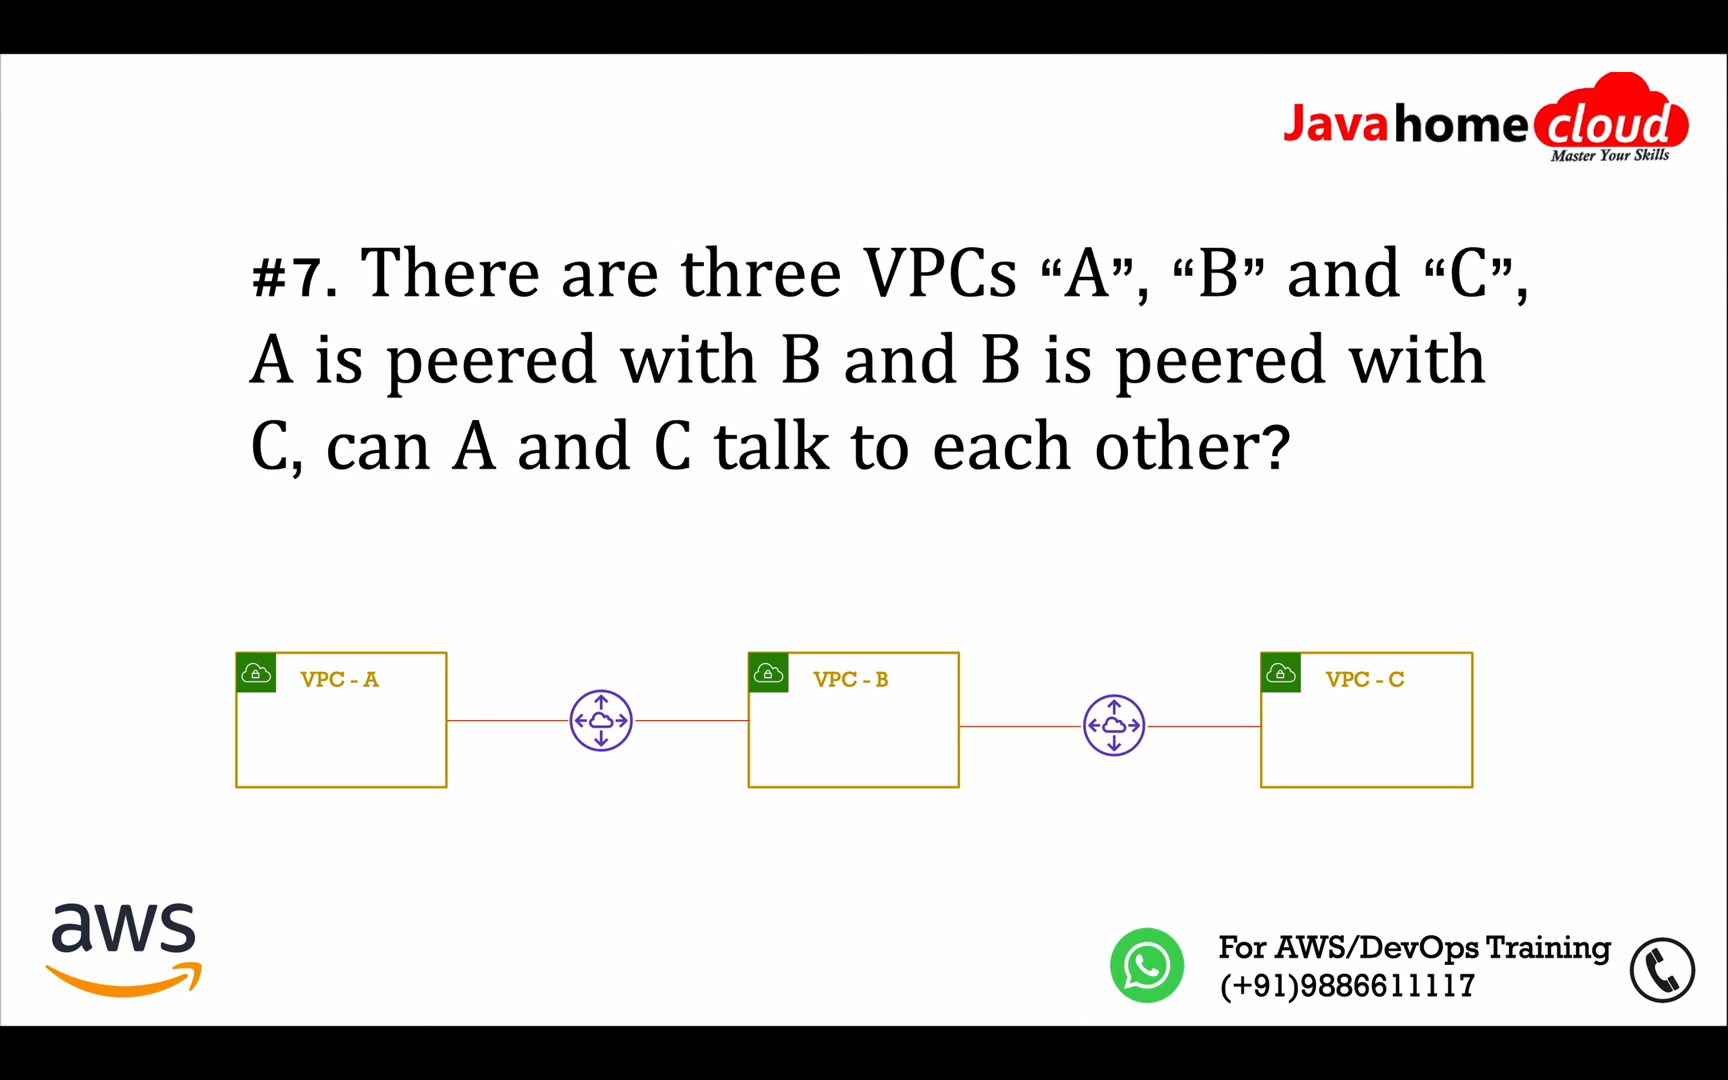 Javahome cloud
Master Your Skills
#7. There are three VPCs “A”, “B” and “C”,
A is peered with B and B is peered with
C, can A and C talk to each other?
VPC - A
VPC - B
VPC - C
aws
For AWS/DevOps Training
(+91)9886611117